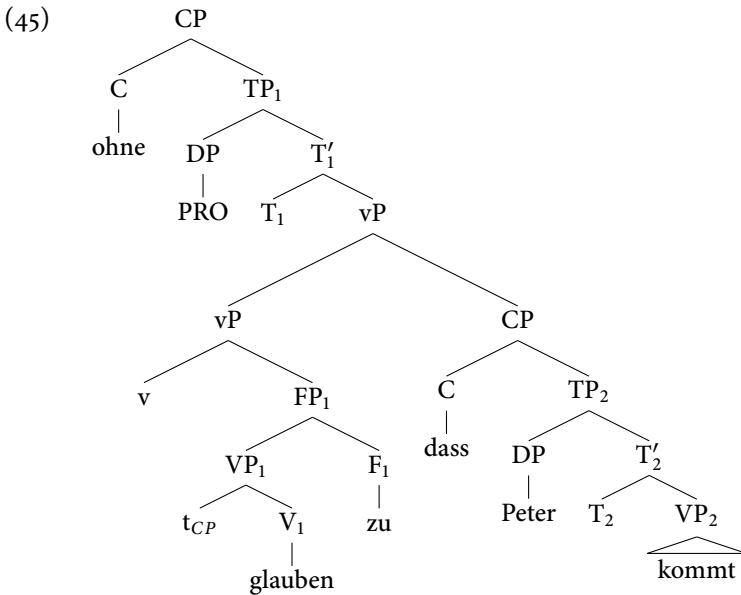 (45)
CP
C TP₁
ohne DP T′₁
PRO T₁ vP
vP CP
v FP₁ C TP₂
VP₁ F₁ dass DP T′₂
t_CP V₁ zu Peter T₂ VP₂
glauben kommt